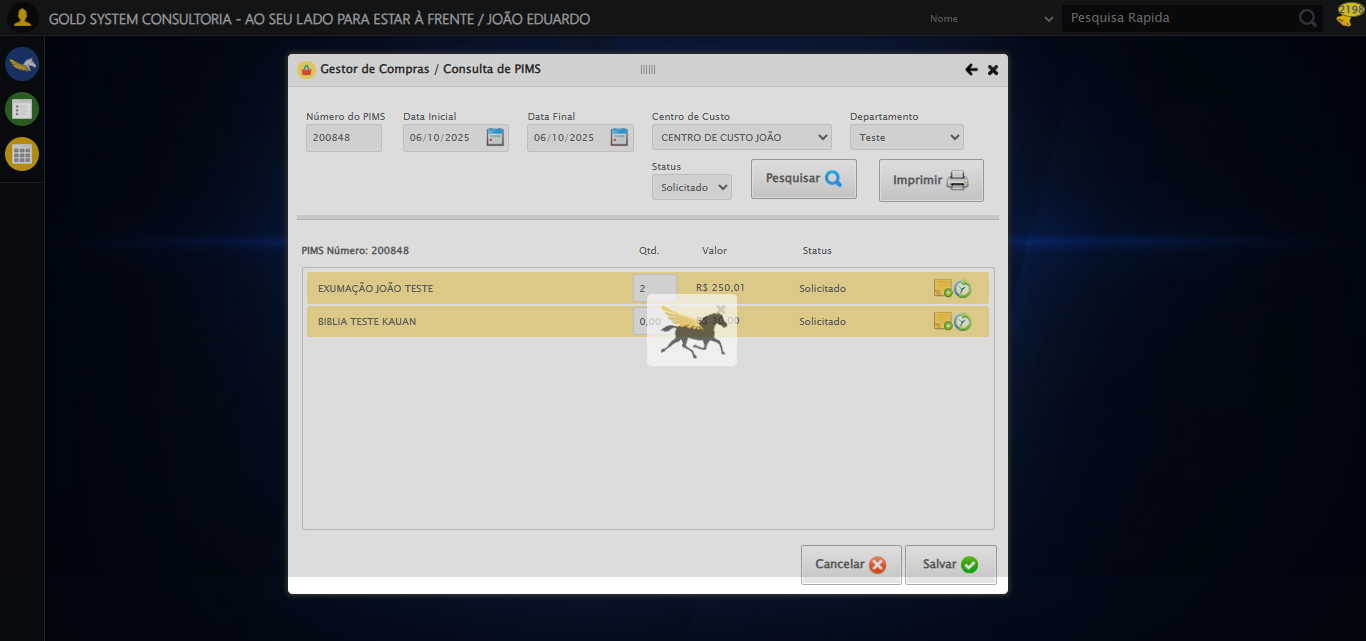 GOLD SYSTEM CONSULTORIA - AO SEU LADO PARA ESTAR À FRENTE / JOÃO EDUARDO
Nome
Pesquisa Rapida
2198
Gestor de Compras / Consulta de PIMS
Número do PIMS Data Inicial Data Final Centro de Custo Departamento
200848 06/10/2025 06/10/2025 CENTRO DE CUSTO JOÃO Teste
Status
Solicitado Pesquisar Imprimir
PIMS Número: 200848 Qtd. Valor Status
EXUMAÇÃO JOÃO TESTE 2 R$ 250,01 Solicitado
BIBLIA TESTE KAUAN 0,00 Solicitado
Cancelar Salvar